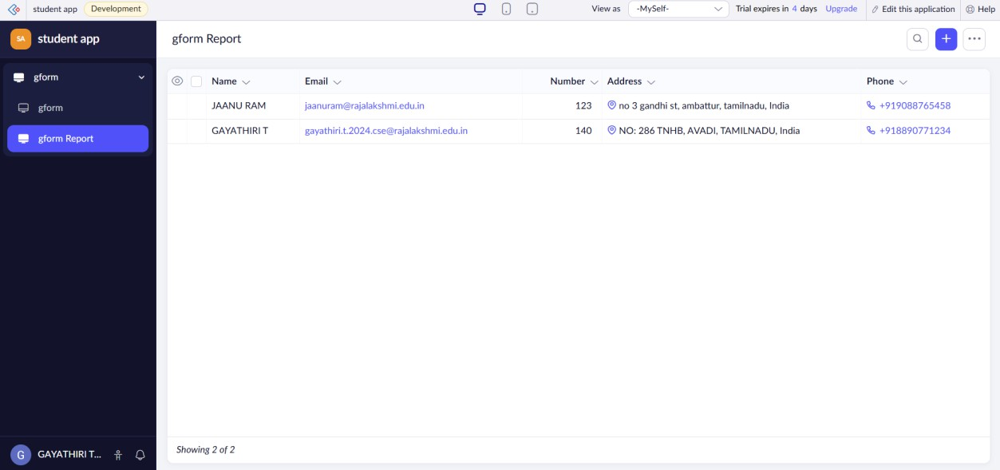 student app Development View as -MySelf- Trial expires in 4 days Upgrade Edit this application Help
SA student app
gform Report
gform
gform
gform Report
Name Email Number Address Phone
JAANU RAM jaanuram@rajalakshmi.edu.in 123 no 3 gandhi st, ambattur, tamilnadu, India +919088765458
GAYATHIRI T gayathiri.t.2024.cse@rajalakshmi.edu.in 140 NO: 286 TNHB, AVADI, TAMILNADU, India +918890771234
Showing 2 of 2
G GAYATHIRI T...